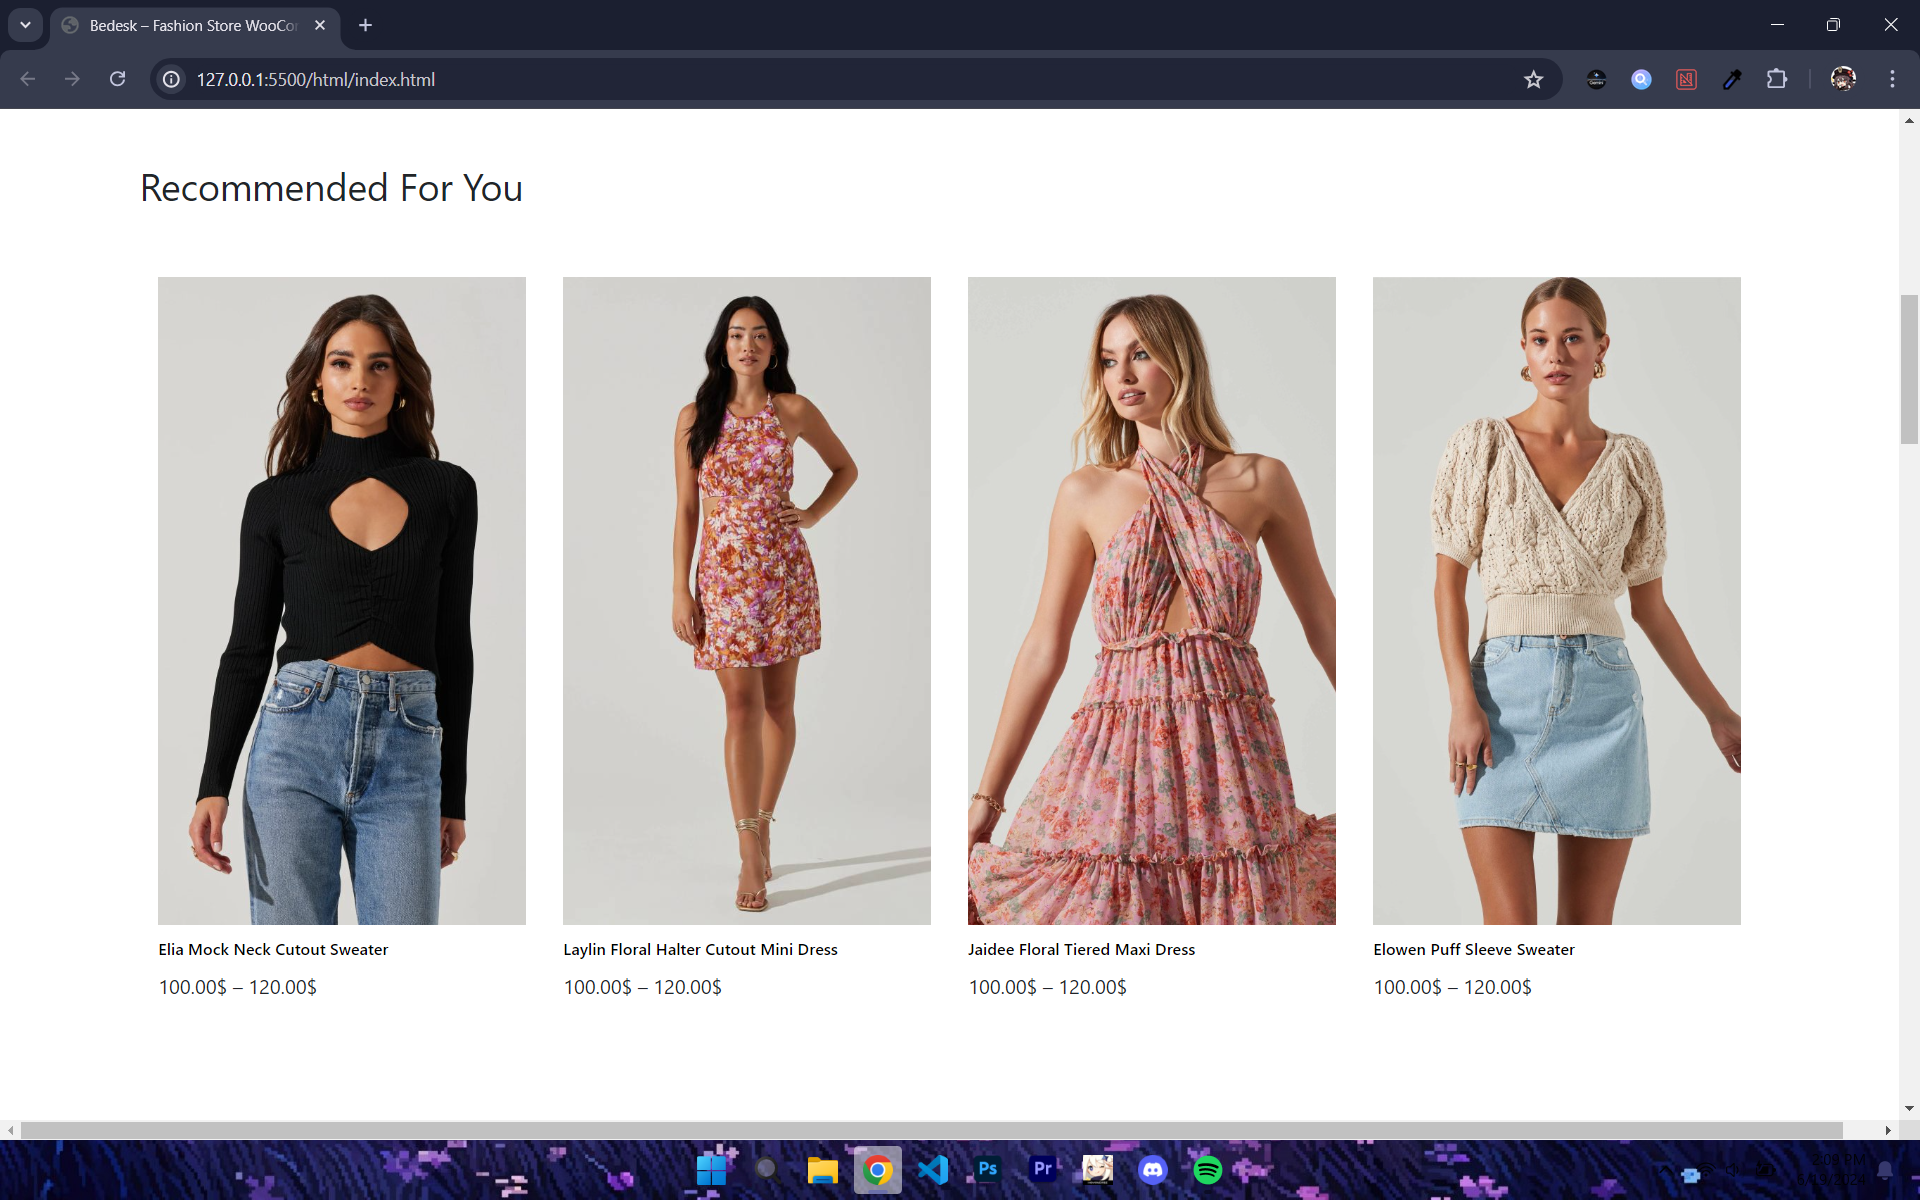 Bedesk – Fashion Store WooCor
127.0.0.1:5500/html/index.html
Recommended For You
Elia Mock Neck Cutout Sweater
100.00$ – 120.00$
Laylin Floral Halter Cutout Mini Dress
100.00$ – 120.00$
Jaidee Floral Tiered Maxi Dress
100.00$ – 120.00$
Elowen Puff Sleeve Sweater
100.00$ – 120.00$
Ps
Pr